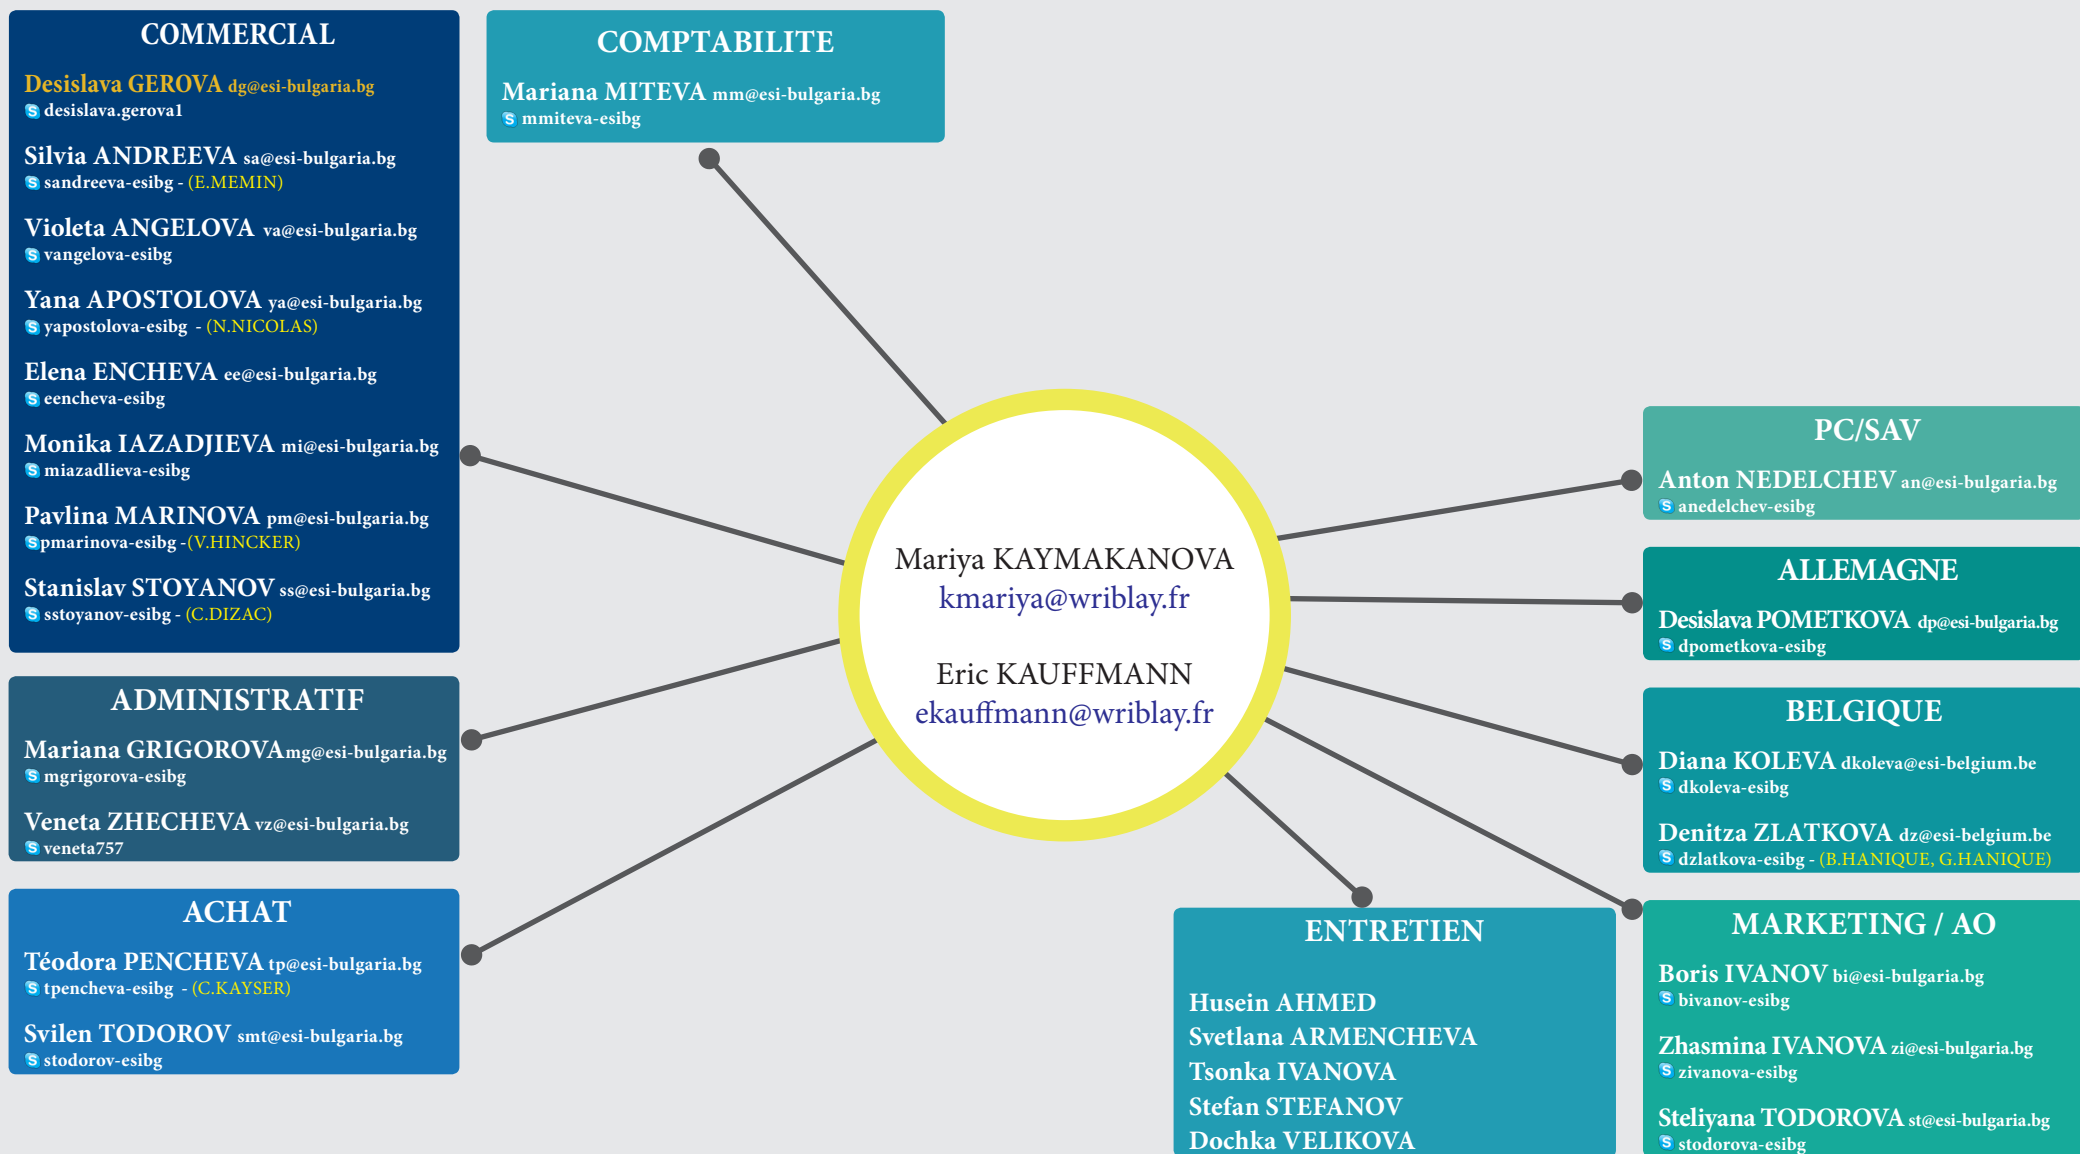 COMMERCIAL
Desislava GEROVA dg@esi-bulgaria.bg
desislava.gerova1
Silvia ANDREEVA sa@esi-bulgaria.bg
sandreeva-esibg - (E.MEMIN)
Violeta ANGELOVA va@esi-bulgaria.bg
vangelova-esibg
Yana APOSTOLOVA ya@esi-bulgaria.bg
yapostolova-esibg - (N.NICOLAS)
Elena ENCHEVA ee@esi-bulgaria.bg
eencheva-esibg
Monika IAZADJIEVA mi@esi-bulgaria.bg
miazadlieva-esibg
Pavlina MARINOVA pm@esi-bulgaria.bg
pmarinova-esibg -(V.HINCKER)
Stanislav STOYANOV ss@esi-bulgaria.bg
sstoyanov-esibg - (C.DIZAC)
ADMINISTRATIF
Mariana GRIGOROVA mg@esi-bulgaria.bg
mgrigorova-esibg
Veneta ZHECHEVA vz@esi-bulgaria.bg
veneta757
ACHAT
Téodora PENCHEVA tp@esi-bulgaria.bg
tpencheva-esibg - (C.KAYSER)
Svilen TODOROV smt@esi-bulgaria.bg
stodorov-esibg
COMPTABILITE
Mariana MITEVA mm@esi-bulgaria.bg
mmiteva-esibg
Mariya KAYMAKANOVA
kmariya@wriblay.fr
Eric KAUFFMANN
ekauffmann@wriblay.fr
ENTRETIEN
Husein AHMED
Svetlana ARMENCHEVA
Tsonka IVANOVA
Stefan STEFANOV
Dochka VELIKOVA
PC/SAV
Anton NEDELCHEV an@esi-bulgaria.bg
anedelchev-esibg
ALLEMAGNE
Desislava POMETKOVA dp@esi-bulgaria.bg
dpometkova-esibg
BELGIQUE
Diana KOLEVA dkoleva@esi-belgium.be
dkoleva-esibg
Denitza ZLATKOVA dz@esi-belgium.be
dzlatkova-esibg - (B.HANIQUE, G.HANIQUE)
MARKETING / AO
Boris IVANOV bi@esi-bulgaria.bg
bivanov-esibg
Zhasmina IVANOVA zi@esi-bulgaria.bg
zivanova-esibg
Steliyana TODOROVA st@esi-bulgaria.bg
stodorova-esibg